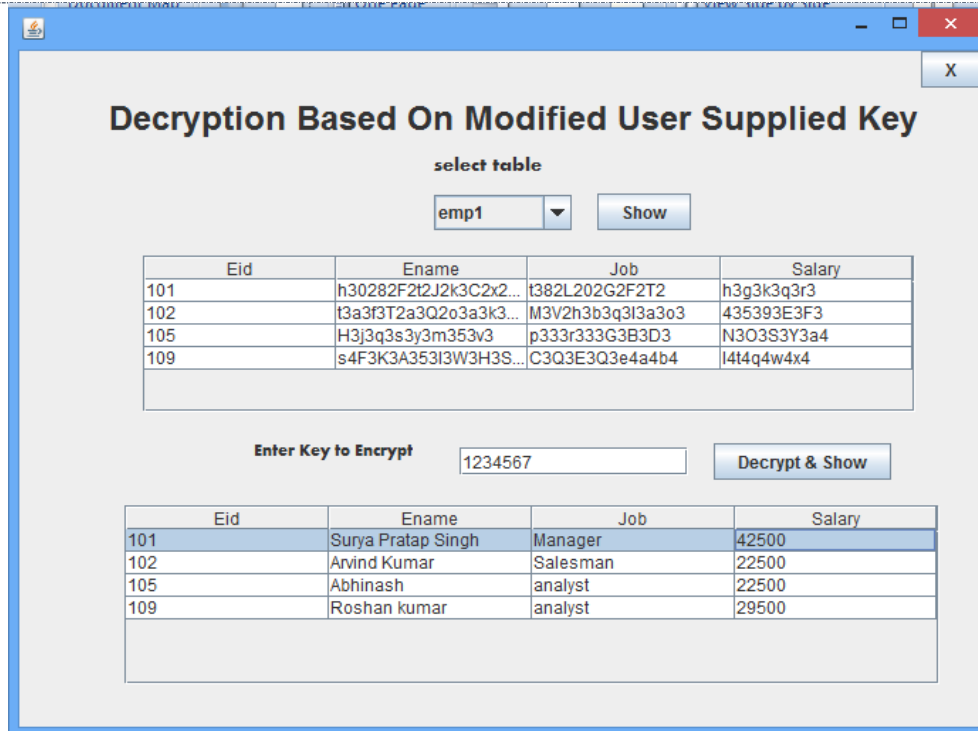 X
Decryption Based On Modified User Supplied Key
select table
emp1 Show
Eid Ename Job Salary
101 h30282F2t2J2k3C2x2... t382L202G2F2T2 h3g3k3q3r3
102 t3a3f3T2a3Q2o3a3k3... M3V2h3b3q3l3a3o3 435393E3F3
105 H3j3q3s3y3m353v3 p333r333G3B3D3 N3O3S3Y3a4
109 s4F3K3A353I3W3H3S... C3Q3E3Q3e4a4b4 l4t4q4w4x4
Enter Key to Encrypt 1234567 Decrypt & Show
Eid Ename Job Salary
101 Surya Pratap Singh Manager 42500
102 Arvind Kumar Salesman 22500
105 Abhinash analyst 22500
109 Roshan kumar analyst 29500